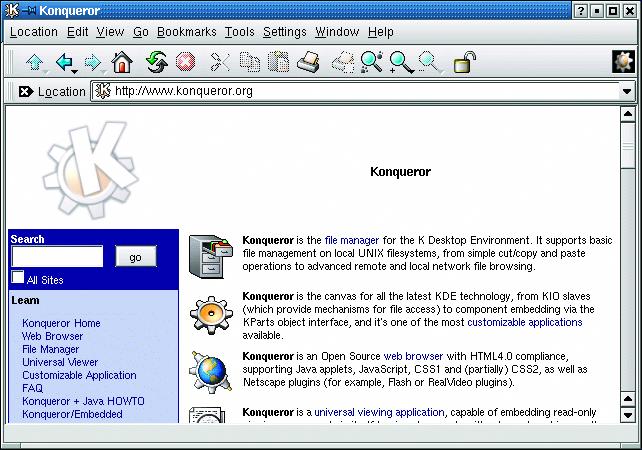 Konqueror
Location Edit View Go Bookmarks Tools Settings Window Help
Location http://www.konqueror.org
Konqueror
Search
go
All Sites
Learn
Konqueror Home
Web Browser
File Manager
Universal Viewer
Customizable Application
FAQ
Konqueror + Java HOWTO
Konqueror/Embedded
Konqueror is the file manager for the K Desktop Environment. It supports basic
file management on local UNIX filesystems, from simple cut/copy and paste
operations to advanced remote and local network file browsing.
Konqueror is the canvas for all the latest KDE technology, from KIO slaves
(which provide mechanisms for file access) to component embedding via the
KParts object interface, and it's one of the most customizable applications
available.
Konqueror is an Open Source web browser with HTML4.0 compliance,
supporting Java applets, JavaScript, CSS1 and (partially) CSS2, as well as
Netscape plugins (for example, Flash or RealVideo plugins).
Konqueror is a universal viewing application, capable of embedding read-only